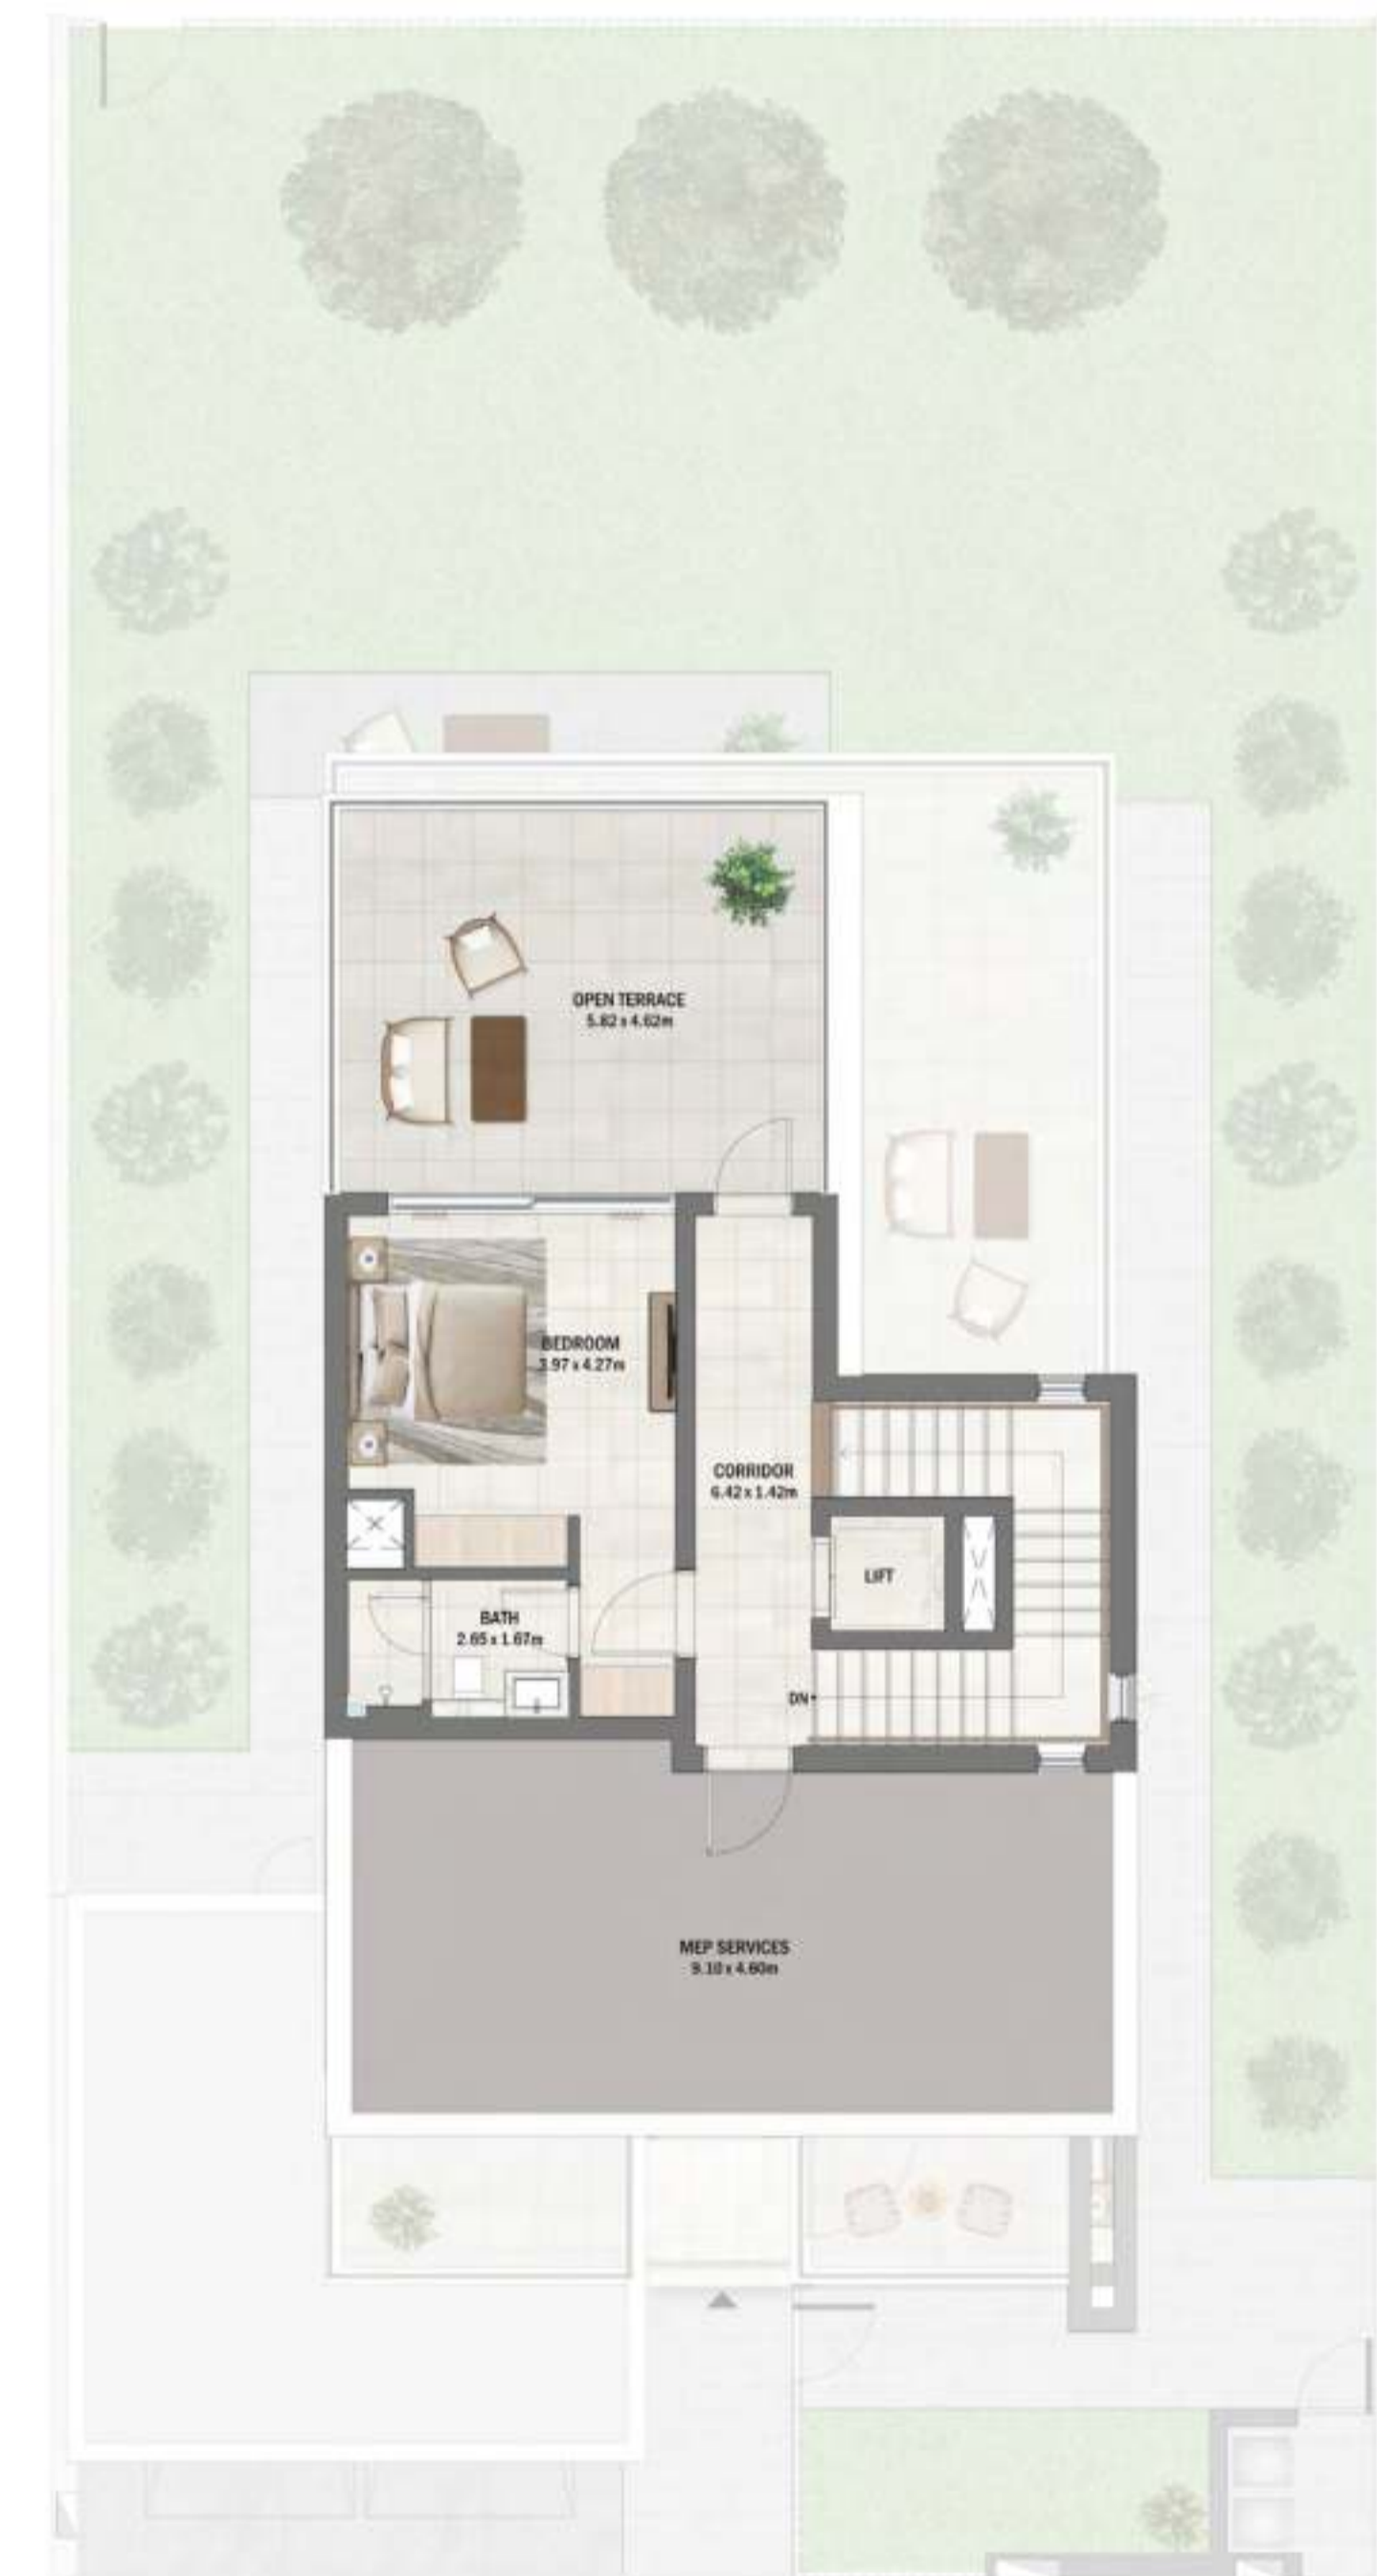 OPEN TERRACE
5.82 x 4.62m
BEDROOM
3.97 x 4.27m
CORRIDOR
6.42 x 1.42m
LIFT
BATH
2.65 x 1.67m
DN
MEP SERVICES
9.10 x 4.60m